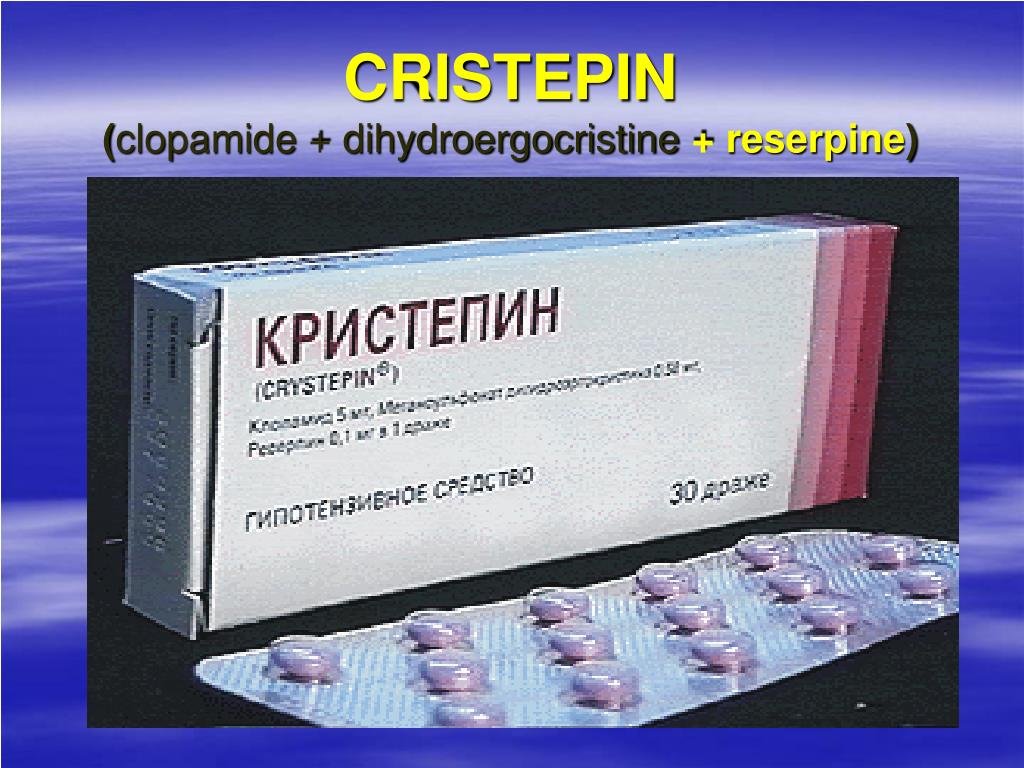 CRISTEPIN
(clopamide + dihydroergocristine + reserpine)
КРИСТЕПИН
(CRYSTEPIN®)
Клопамид 5 мг, Метансульфонат дигидроэргокристина 0,58 мг,
Резерпин 0,1 мг в 1 драже
ГИПОТЕНЗИВНОЕ СРЕДСТВО
30 драже